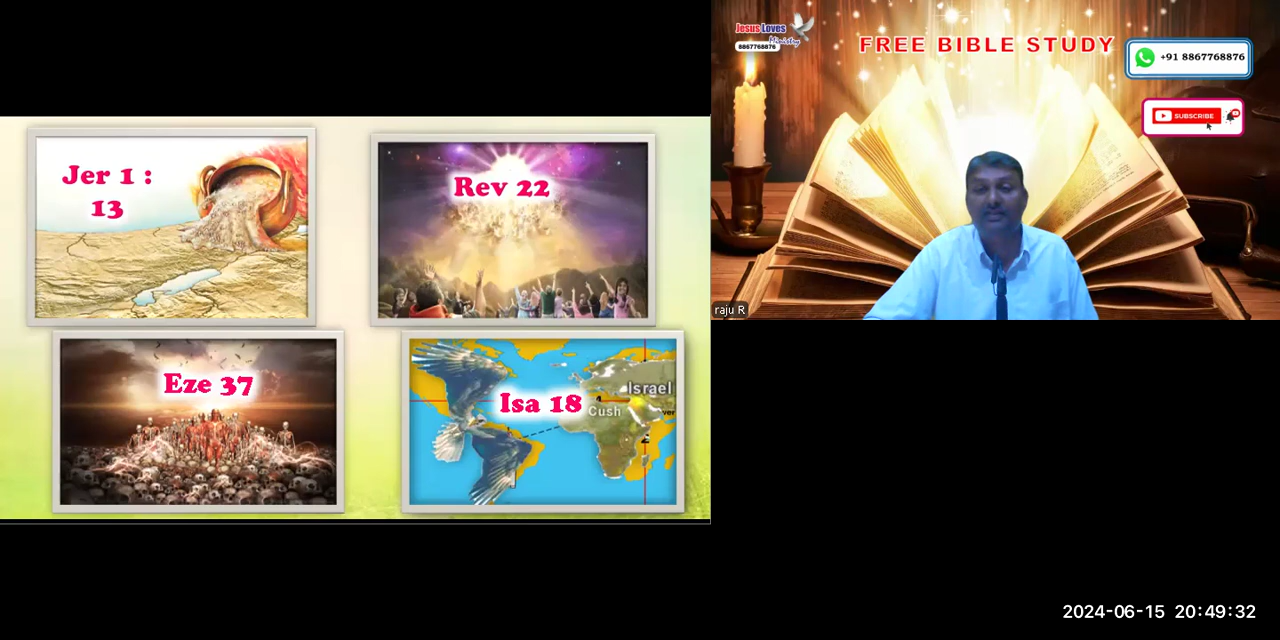 Jer 1 :
13
Rev 22
Eze 37
Isa 18
Israel
Cush
Jesus Loves
Ministry
8867768876
FREE BIBLE STUDY
+91 8867768876
SUBSCRIBE
raju R
2024-06-15 20:49:32